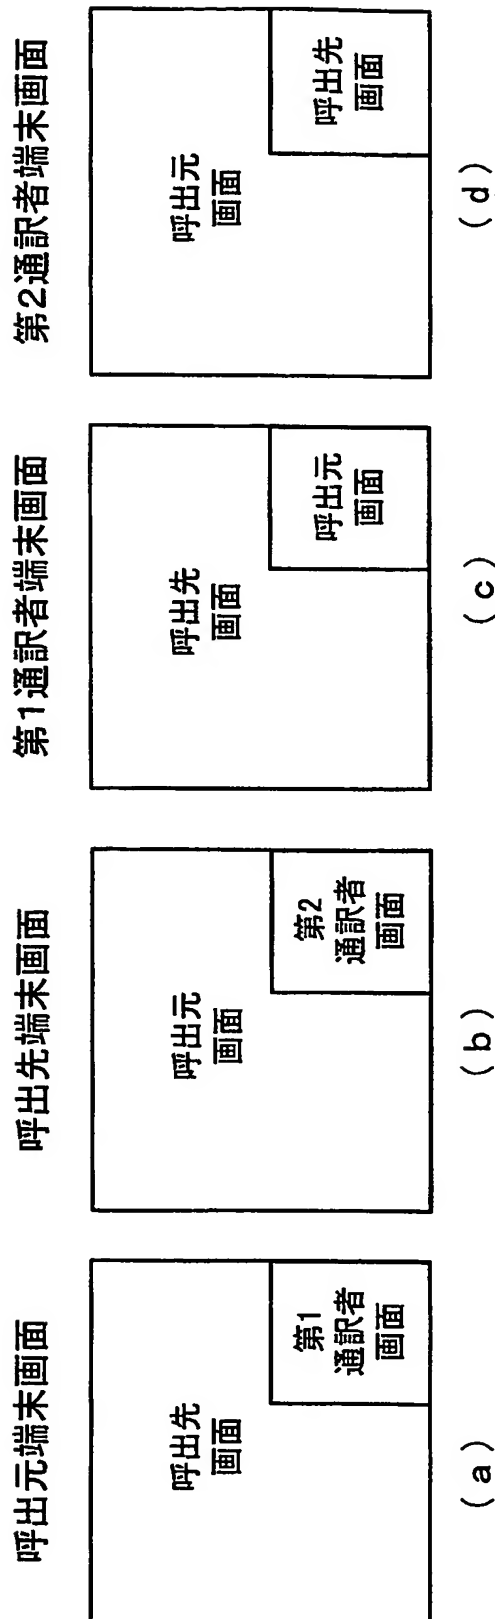 呼出元端末画面
呼出先
画面
第1
通訳者
画面
(a)
呼出先端末画面
呼出元
画面
第2
通訳者
画面
(b)
第1通訳者端末画面
呼出先
画面
呼出元
画面
(c)
第2通訳者端末画面
呼出元
画面
呼出先
画面
(d)